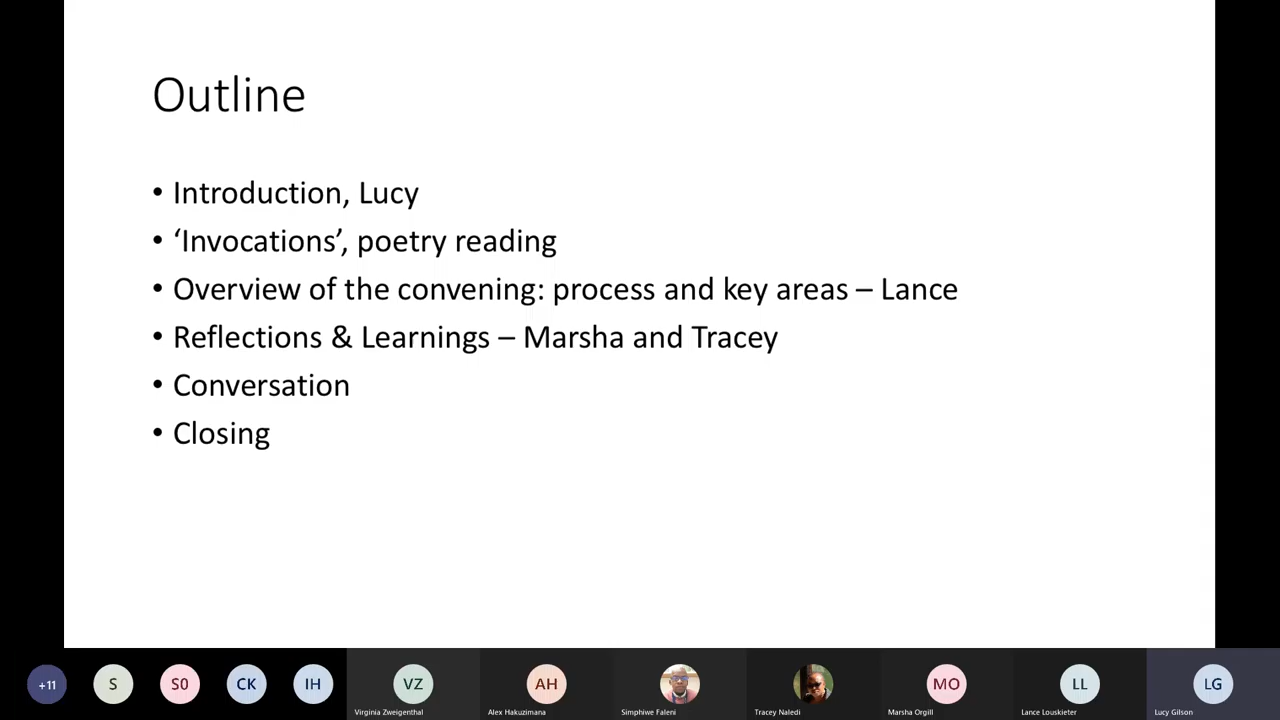 Outline
• Introduction, Lucy
• ‘Invocations’, poetry reading
• Overview of the convening: process and key areas – Lance
• Reflections & Learnings – Marsha and Tracey
• Conversation
• Closing
+11
S
S0
CK
IH
VZ
AH
MO
LL
LG
Virginia Zweigenthal
Alex Hakuzimana
Simphiwe Faleni
Tracey Naledi
Marsha Orgill
Lance Louskieter
Lucy Gilson